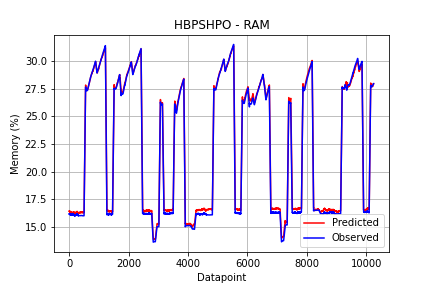 HBPSHPO - RAM
Memory (%)
30.0
27.5
25.0
22.5
20.0
17.5
15.0
0
2000
4000
6000
8000
10000
Datapoint
Predicted
Observed